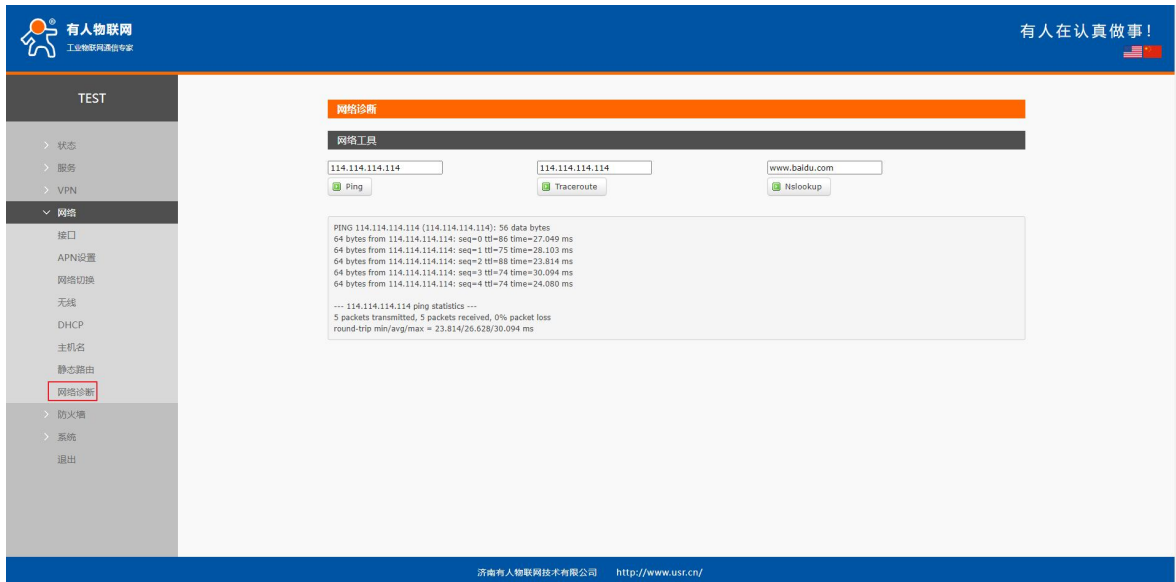 有人物联网
工业物联网通信专家
有人在认真做事!
TEST
状态
服务
VPN
网络
接口
APN设置
网络切换
无线
DHCP
主机名
静态路由
网络诊断
防火墙
系统
退出
网络诊断
网络工具
114.114.114.114
114.114.114.114
www.baidu.com
Ping
Traceroute
Nslookup
PING 114.114.114.114 (114.114.114.114): 56 data bytes
64 bytes from 114.114.114.114: seq=0 ttl=86 time=27.049 ms
64 bytes from 114.114.114.114: seq=1 ttl=75 time=28.103 ms
64 bytes from 114.114.114.114: seq=2 ttl=88 time=23.814 ms
64 bytes from 114.114.114.114: seq=3 ttl=74 time=30.094 ms
64 bytes from 114.114.114.114: seq=4 ttl=74 time=24.080 ms
--- 114.114.114.114 ping statistics ---
5 packets transmitted, 5 packets received, 0% packet loss
round-trip min/avg/max = 23.814/26.628/30.094 ms
济南有人物联网技术有限公司 http://www.usr.cn/